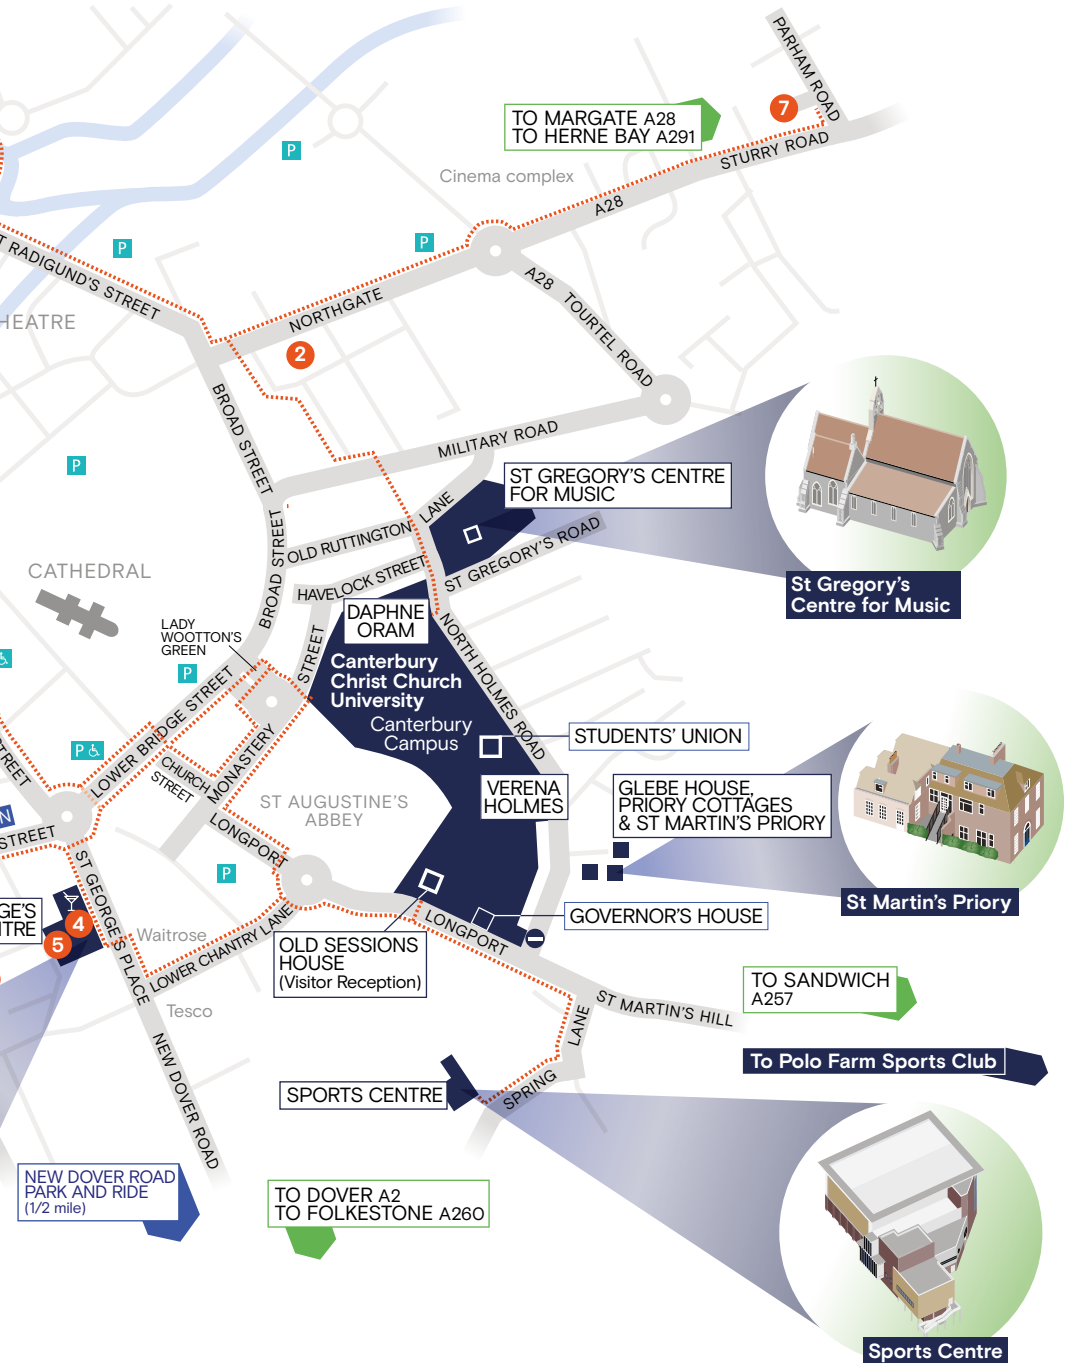 PARHAM ROAD
7
TO MARGATE A28
TO HERNE BAY A291
STURRY ROAD
P
Cinema complex
A28
T RADIGUND'S STREET
P
P
A28
TOURTEL ROAD
NORTHGATE
HEATRE
2
BROAD STREET
MILITARY ROAD
P
ST GREGORY'S CENTRE
FOR MUSIC
LANE
OLD RUTTINGTON
BROAD STREET
ST GREGORY'S ROAD
HAVELOCK STREET
CATHEDRAL
St Gregory's
Centre for Music
DAPHNE
ORAM
LADY
WOOTTON'S
GREEN
STREET
NORTH HOLMES ROAD
Canterbury
Christ Church
University
Canterbury
Campus
P
LOWER BRIDGE STREET
STUDENTS' UNION
P
TREET
CHURCH
STREET
MONASTERY
VERENA
HOLMES
GLEBE HOUSE,
PRIORY COTTAGES
& ST MARTIN'S PRIORY
ST AUGUSTINE'S
ABBEY
N
STREET
LONGPORT
P
ST GEORGE'S PLACE
St Martin's Priory
GE'S
TRE
4
5
Waitrose
LOWER CHANTRY LANE
LONGPORT
GOVERNOR'S HOUSE
OLD SESSIONS
HOUSE
(Visitor Reception)
TO SANDWICH
A257
ST MARTIN'S HILL
Tesco
LANE
To Polo Farm Sports Club
NEW DOVER ROAD
SPORTS CENTRE
SPRING
NEW DOVER ROAD
PARK AND RIDE
(1/2 mile)
TO DOVER A2
TO FOLKESTONE A260
Sports Centre